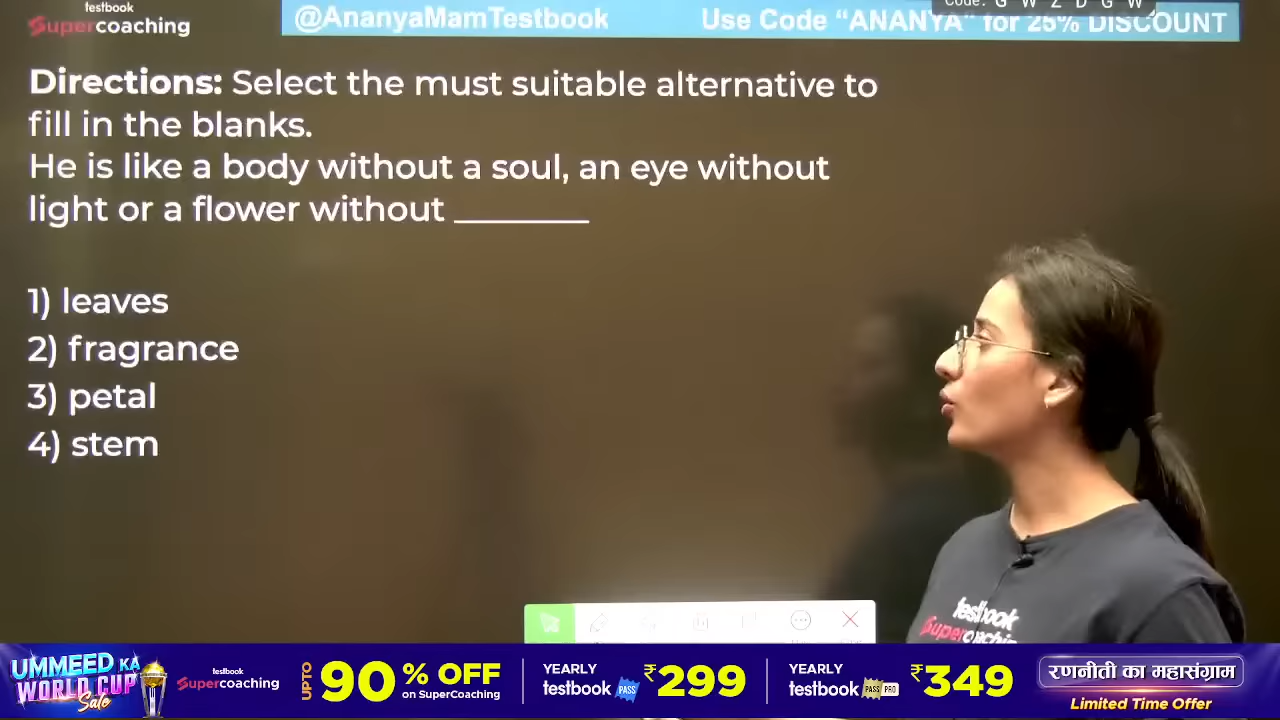 testbook
Supercoaching
@AnanyaMamTestbook
Use Code “ANANYA” for 25% DISCOUNT
Code: G W Z D G W
Directions: Select the must suitable alternative to
fill in the blanks.
He is like a body without a soul, an eye without
light or a flower without ________
1) leaves
2) fragrance
3) petal
4) stem
testbook
Supercoaching
UMMEED KA
WORLD CUP
Sale
testbook
Supercoaching
UPTO 90% OFF
on SuperCoaching
YEARLY
testbook PASS
₹299
YEARLY
testbook PASS PRO
₹349
रणनीती का महासंग्राम
Limited Time Offer